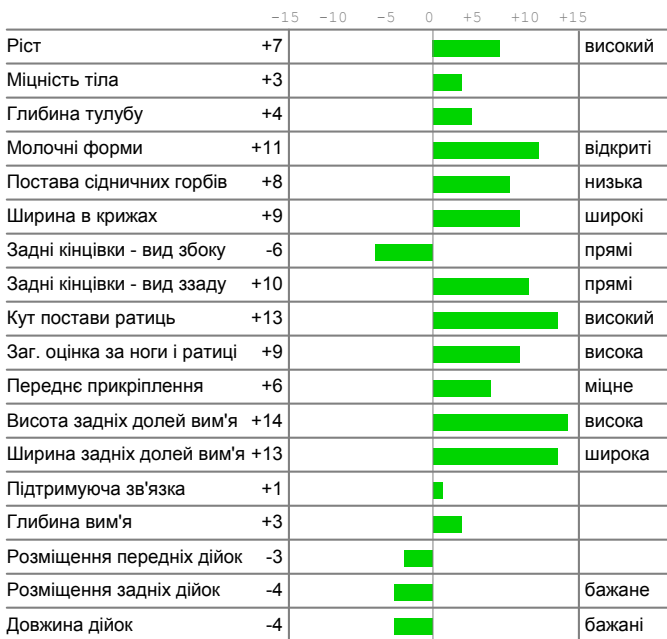 -15 -10 -5 0 +5 +10 +15
Ріст +7 високий
Міцність тіла +3
Глибина тулубу +4
Молочні форми +11 відкриті
Постава сідничних горбів +8 низька
Ширина в крижах +9 широкі
Задні кінцівки - вид збоку -6 прямі
Задні кінцівки - вид ззаду +10 прямі
Кут постави ратиць +13 високий
Заг. оцінка за ноги і ратиці +9 висока
Переднє прикріплення +6 міцне
Висота задніх долей вим'я +14 висока
Ширина задніх долей вим'я +13 широка
Підтримуюча зв'язка +1
Глибина вим'я +3
Розміщення передніх дійок -3
Розміщення задніх дійок -4 бажане
Довжина дійок -4 бажані